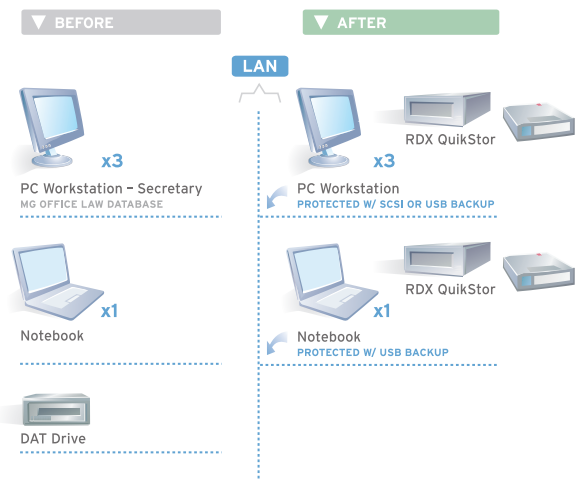 ▼ BEFORE
▼ AFTER
LAN
x3
PC Workstation – Secretary
MG OFFICE LAW DATABASE
x1
Notebook
DAT Drive
RDX QuikStor
x3
PC Workstation
PROTECTED W/ SCSI OR USB BACKUP
RDX QuikStor
x1
Notebook
PROTECTED W/ USB BACKUP